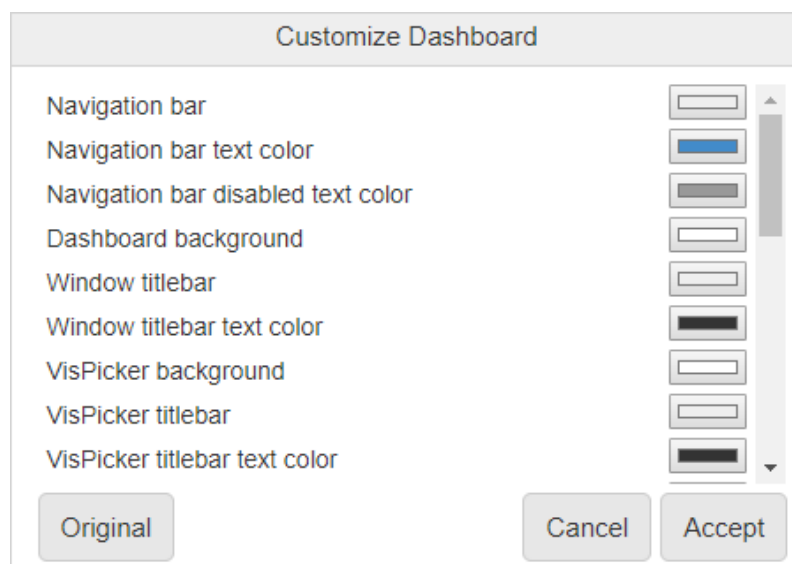 Customize Dashboard
Navigation bar
Navigation bar text color
Navigation bar disabled text color
Dashboard background
Window titlebar
Window titlebar text color
VisPicker background
VisPicker titlebar
VisPicker titlebar text color
Original Cancel Accept